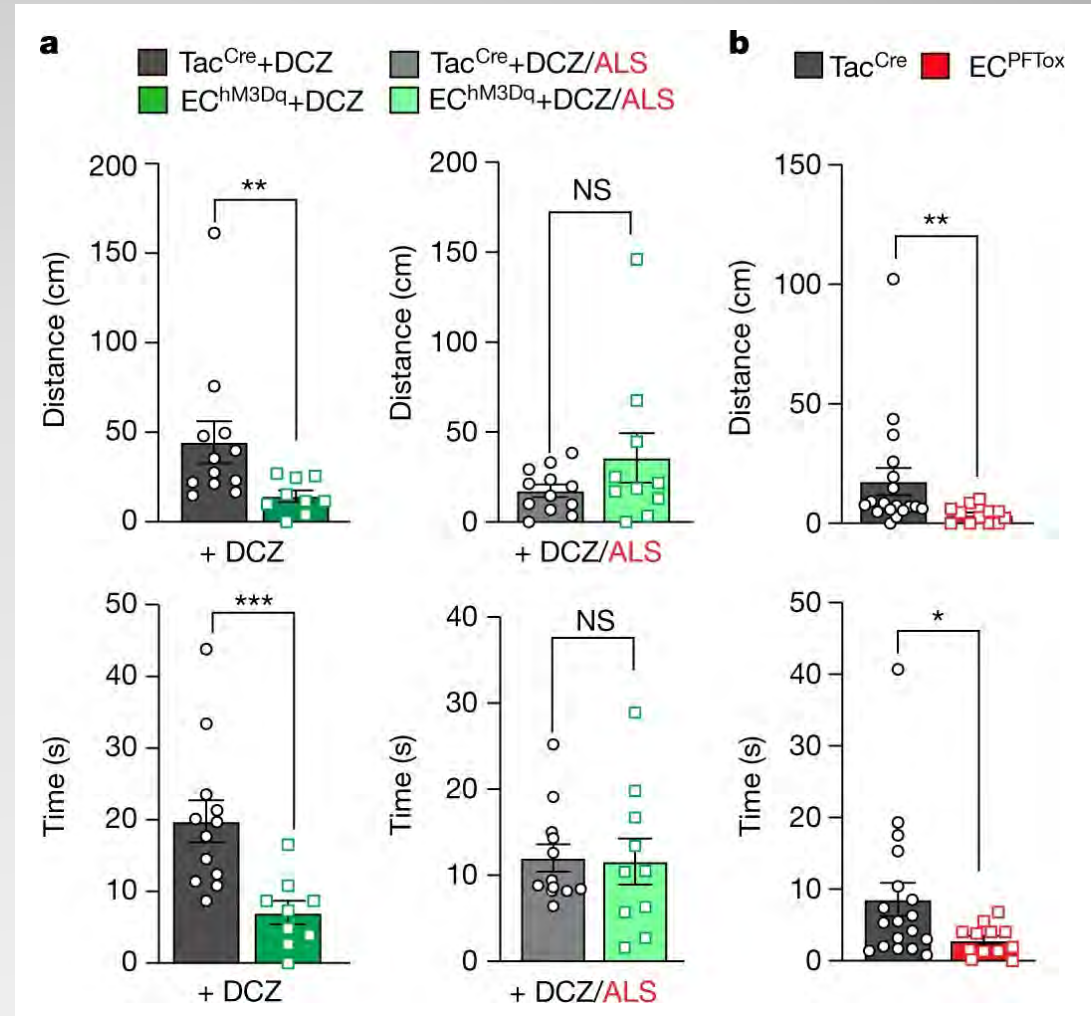 a
Tac^Cre+DCZ
EC^hM3Dq+DCZ
Tac^Cre+DCZ/ALS
EC^hM3Dq+DCZ/ALS
Distance (cm)
200
150
100
50
0
**
+ DCZ
Distance (cm)
200
150
100
50
0
NS
+ DCZ/ALS
Time (s)
50
40
30
20
10
0
***
+ DCZ
Time (s)
40
30
20
10
0
NS
+ DCZ/ALS
b
Tac^Cre
EC^PFTox
Distance (cm)
150
100
50
0
**
Time (s)
50
40
30
20
10
0
*